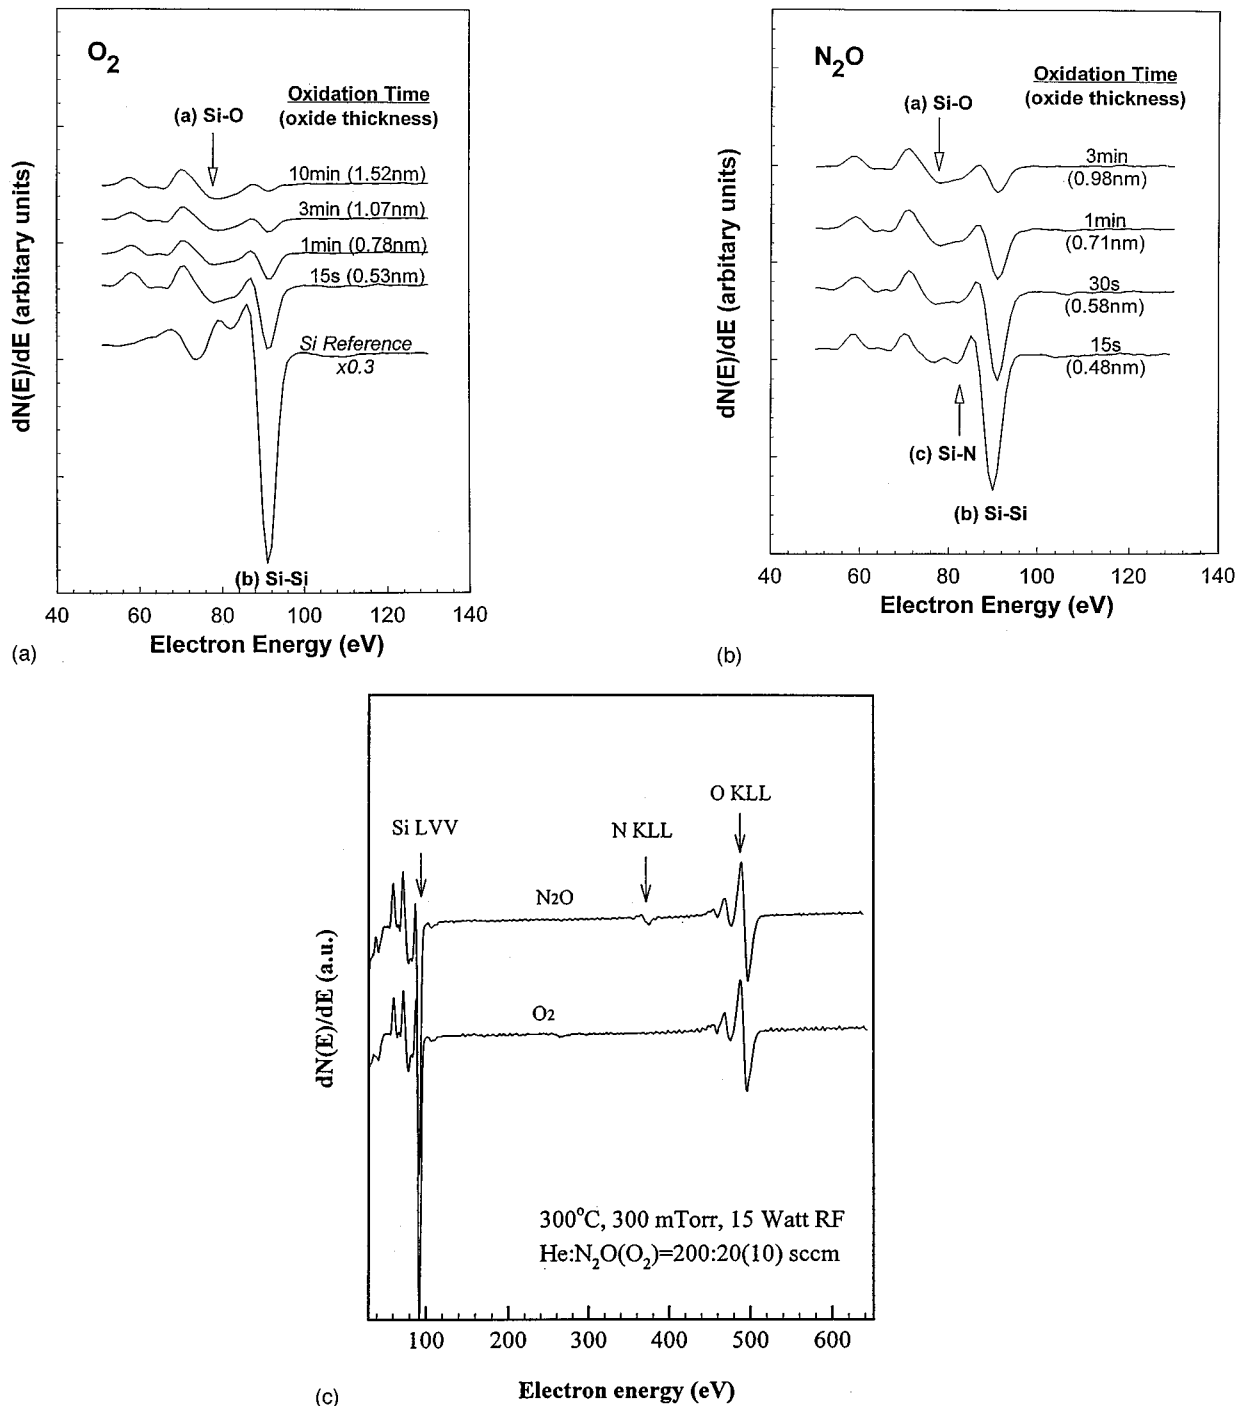 O2
Oxidation Time
(oxide thickness)
(a) Si-O
10min (1.52nm)
3min (1.07nm)
1min (0.78nm)
15s (0.53nm)
Si Reference
x0.3
(b) Si-Si
dN(E)/dE (arbitary units)
40 60 80 100 120 140
Electron Energy (eV)
(a)
N2O
Oxidation Time
(oxide thickness)
(a) Si-O
3min
(0.98nm)
1min
(0.71nm)
30s
(0.58nm)
15s
(0.48nm)
(c) Si-N
(b) Si-Si
dN(E)/dE (arbitary units)
40 60 80 100 120 140
Electron Energy (eV)
(b)
O KLL
Si LVV
N KLL
N2O
O2
dN(E)/dE (a.u.)
300°C, 300 mTorr, 15 Watt RF
He:N2O(O2)=200:20(10) sccm
100 200 300 400 500 600
Electron energy (eV)
(c)